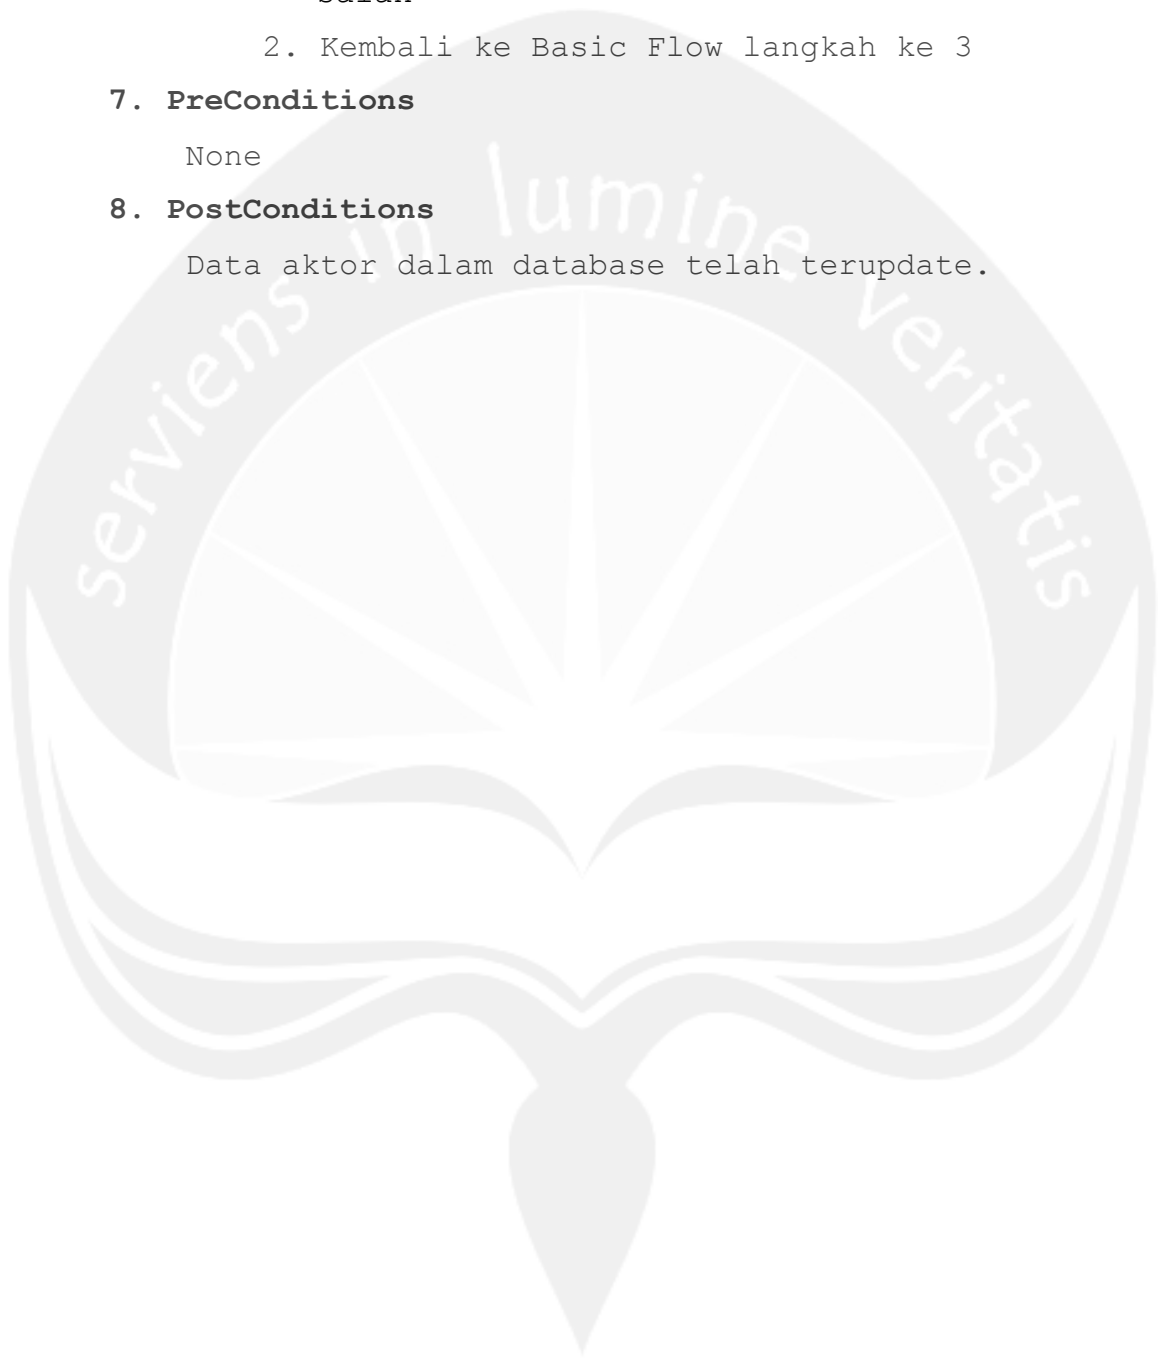 2. Kembali ke Basic Flow langkah ke 3
7. PreConditions
None
8. PostConditions
Data aktor dalam database telah terupdate.
serviens in lumine veritatis